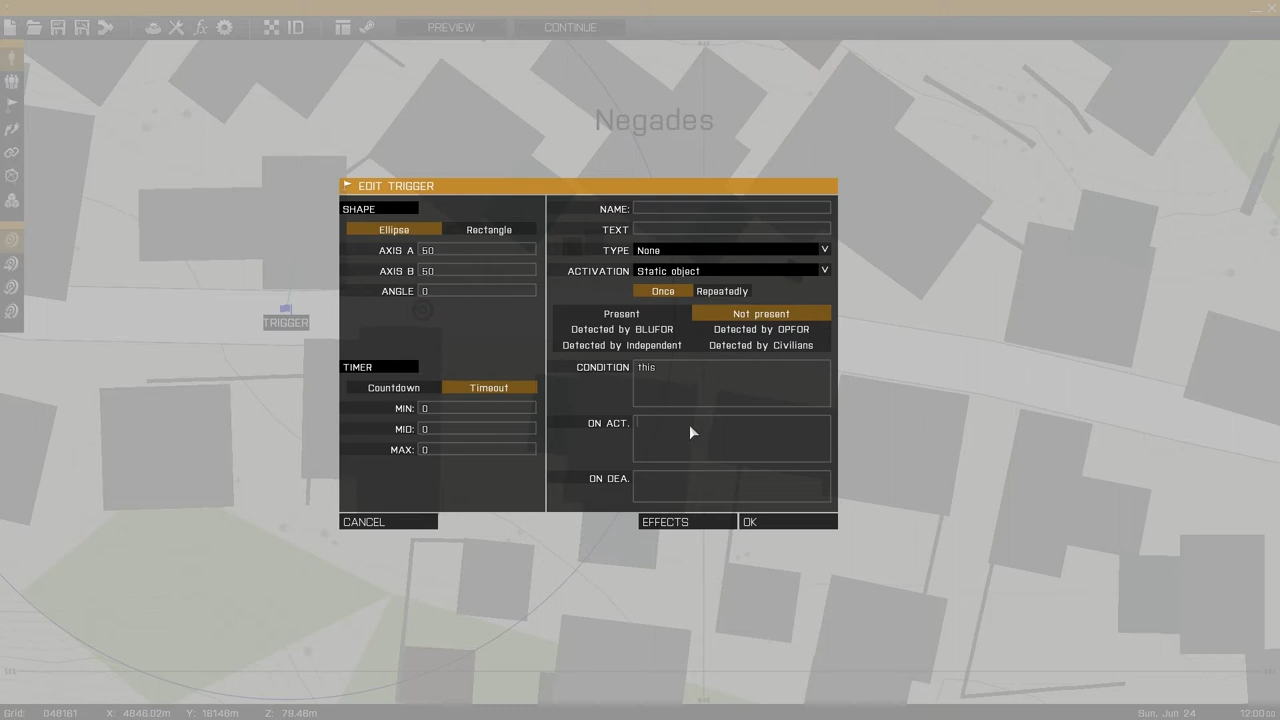 ID
PREVIEW
CONTINUE
Negades
EDIT TRIGGER
SHAPE
Ellipse
Rectangle
AXIS A 50
AXIS B 50
ANGLE 0
TIMER
Countdown
Timeout
MIN: 0
MID: 0
MAX: 0
NAME:
TEXT
TYPE None
ACTIVATION Static object
Once
Repeatedly
Present
Not present
Detected by BLUFOR
Detected by OPFOR
Detected by Independent
Detected by Civilians
CONDITION this
ON ACT.
ON DEA.
CANCEL
EFFECTS
OK
TRIGGER
Grid: 048161 X: 4846.02m Y: 16146m Z: 79.46m
Sun, Jun 24 12:00:00